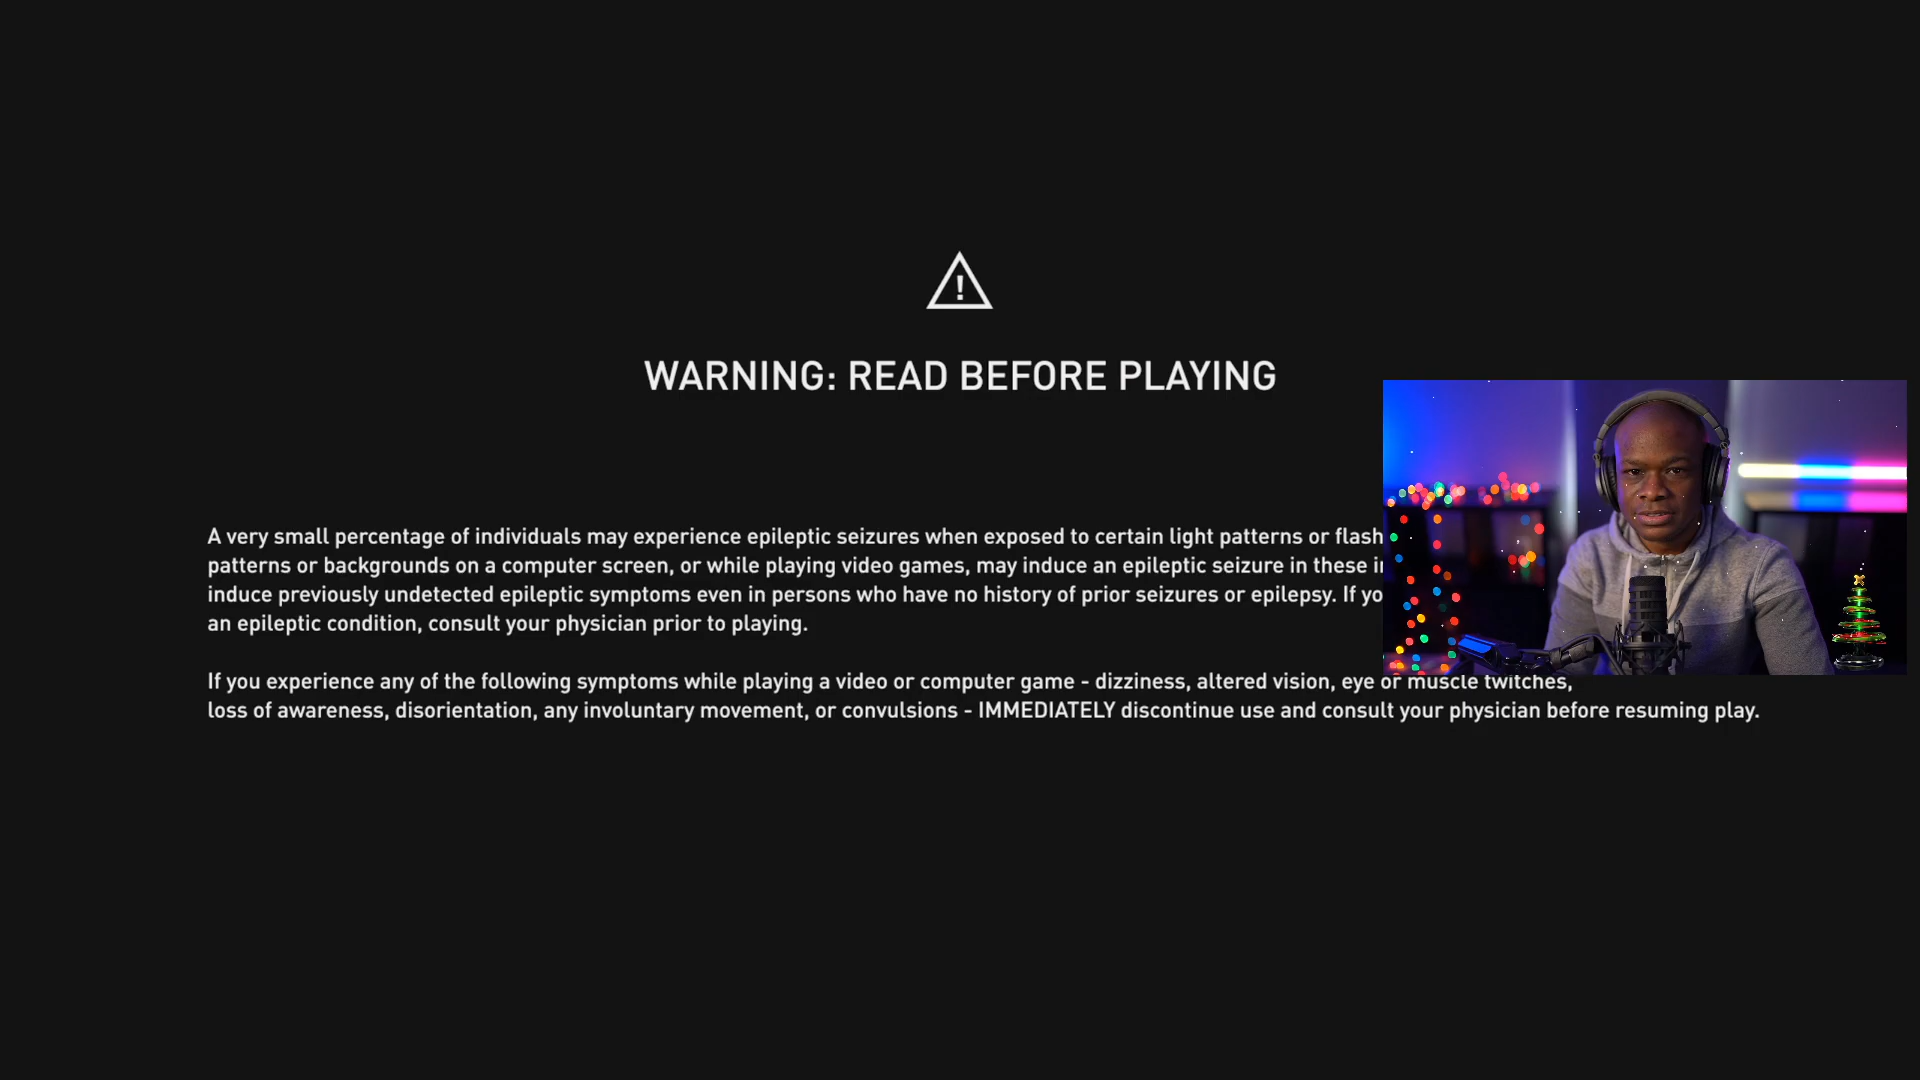 WARNING: READ BEFORE PLAYING
A very small percentage of individuals may experience epileptic seizures when exposed to certain light patterns or flash
patterns or backgrounds on a computer screen, or while playing video games, may induce an epileptic seizure in these
induce previously undetected epileptic symptoms even in persons who have no history of prior seizures or epilepsy. If
an epileptic condition, consult your physician prior to playing.
If you experience any of the following symptoms while playing a video or computer game - dizziness, altered vision, eye or muscle twitches,
loss of awareness, disorientation, any involuntary movement, or convulsions - IMMEDIATELY discontinue use and consult your physician before resuming play.